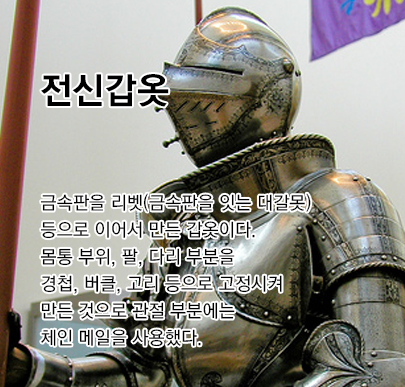 전신갑옷
금속판을 리벳(금속판을 잇는 대갈못)
등으로 이어서 만든 갑옷이다.
몸통 부위, 팔, 다리 부분을
경첩, 버클, 고리 등으로 고정시켜
만든 것으로 관절 부분에는
체인 메일을 사용했다.